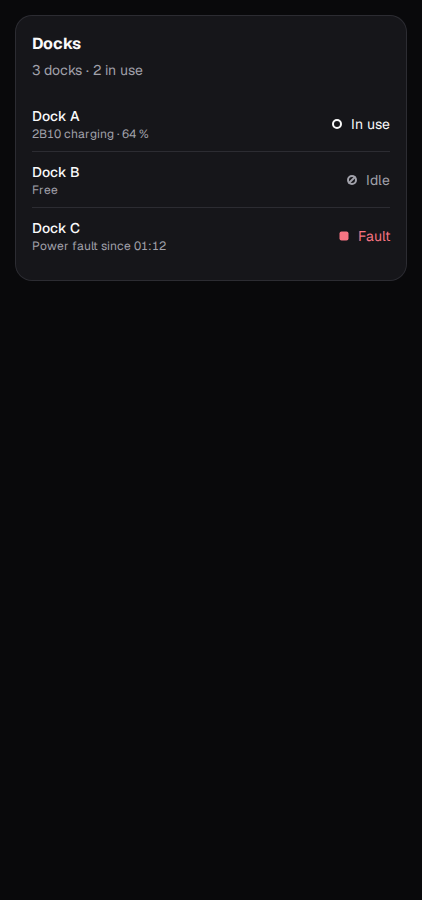 Docks
3 docks · 2 in use
Dock A
2B10 charging · 64 %
In use
Dock B
Free
Idle
Dock C
Power fault since 01:12
Fault